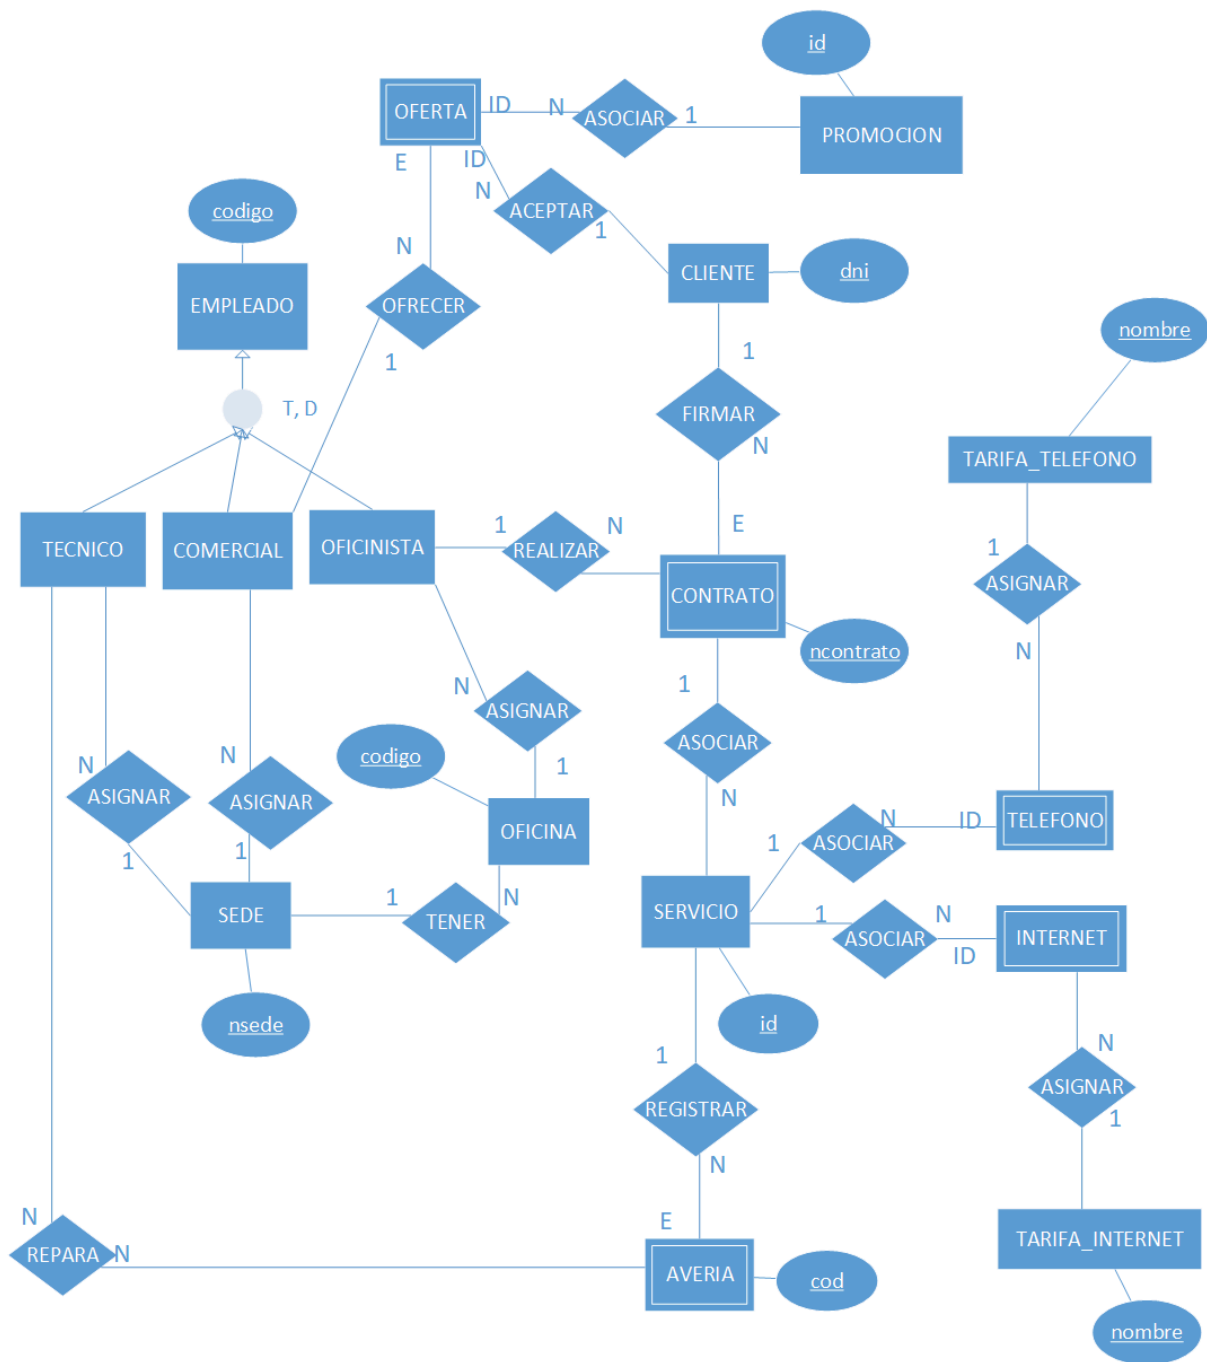 id
OFERTA
ID
N
ASOCIAR
1
PROMOCION
E
ID
N
ACEPTAR
1
codigo
N
CLIENTE
dni
EMPLEADO
OFRECER
nombre
1
1
T, D
FIRMAR
N
TARIFA_TELEFONO
TECNICO
COMERCIAL
OFICINISTA
1
N
E
REALIZAR
1
ASIGNAR
CONTRATO
ncontrato
N
N
1
ASIGNAR
ASOCIAR
codigo
N
N
1
N
ASIGNAR
ASIGNAR
OFICINA
N
ID
TELEFONO
1
ASOCIAR
1
1
1
N
SERVICIO
1
N
SEDE
TENER
ASOCIAR
INTERNET
ID
nsede
id
1
N
REGISTRAR
ASIGNAR
1
N
N
E
REPARA
N
AVERIA
cod
TARIFA_INTERNET
nombre